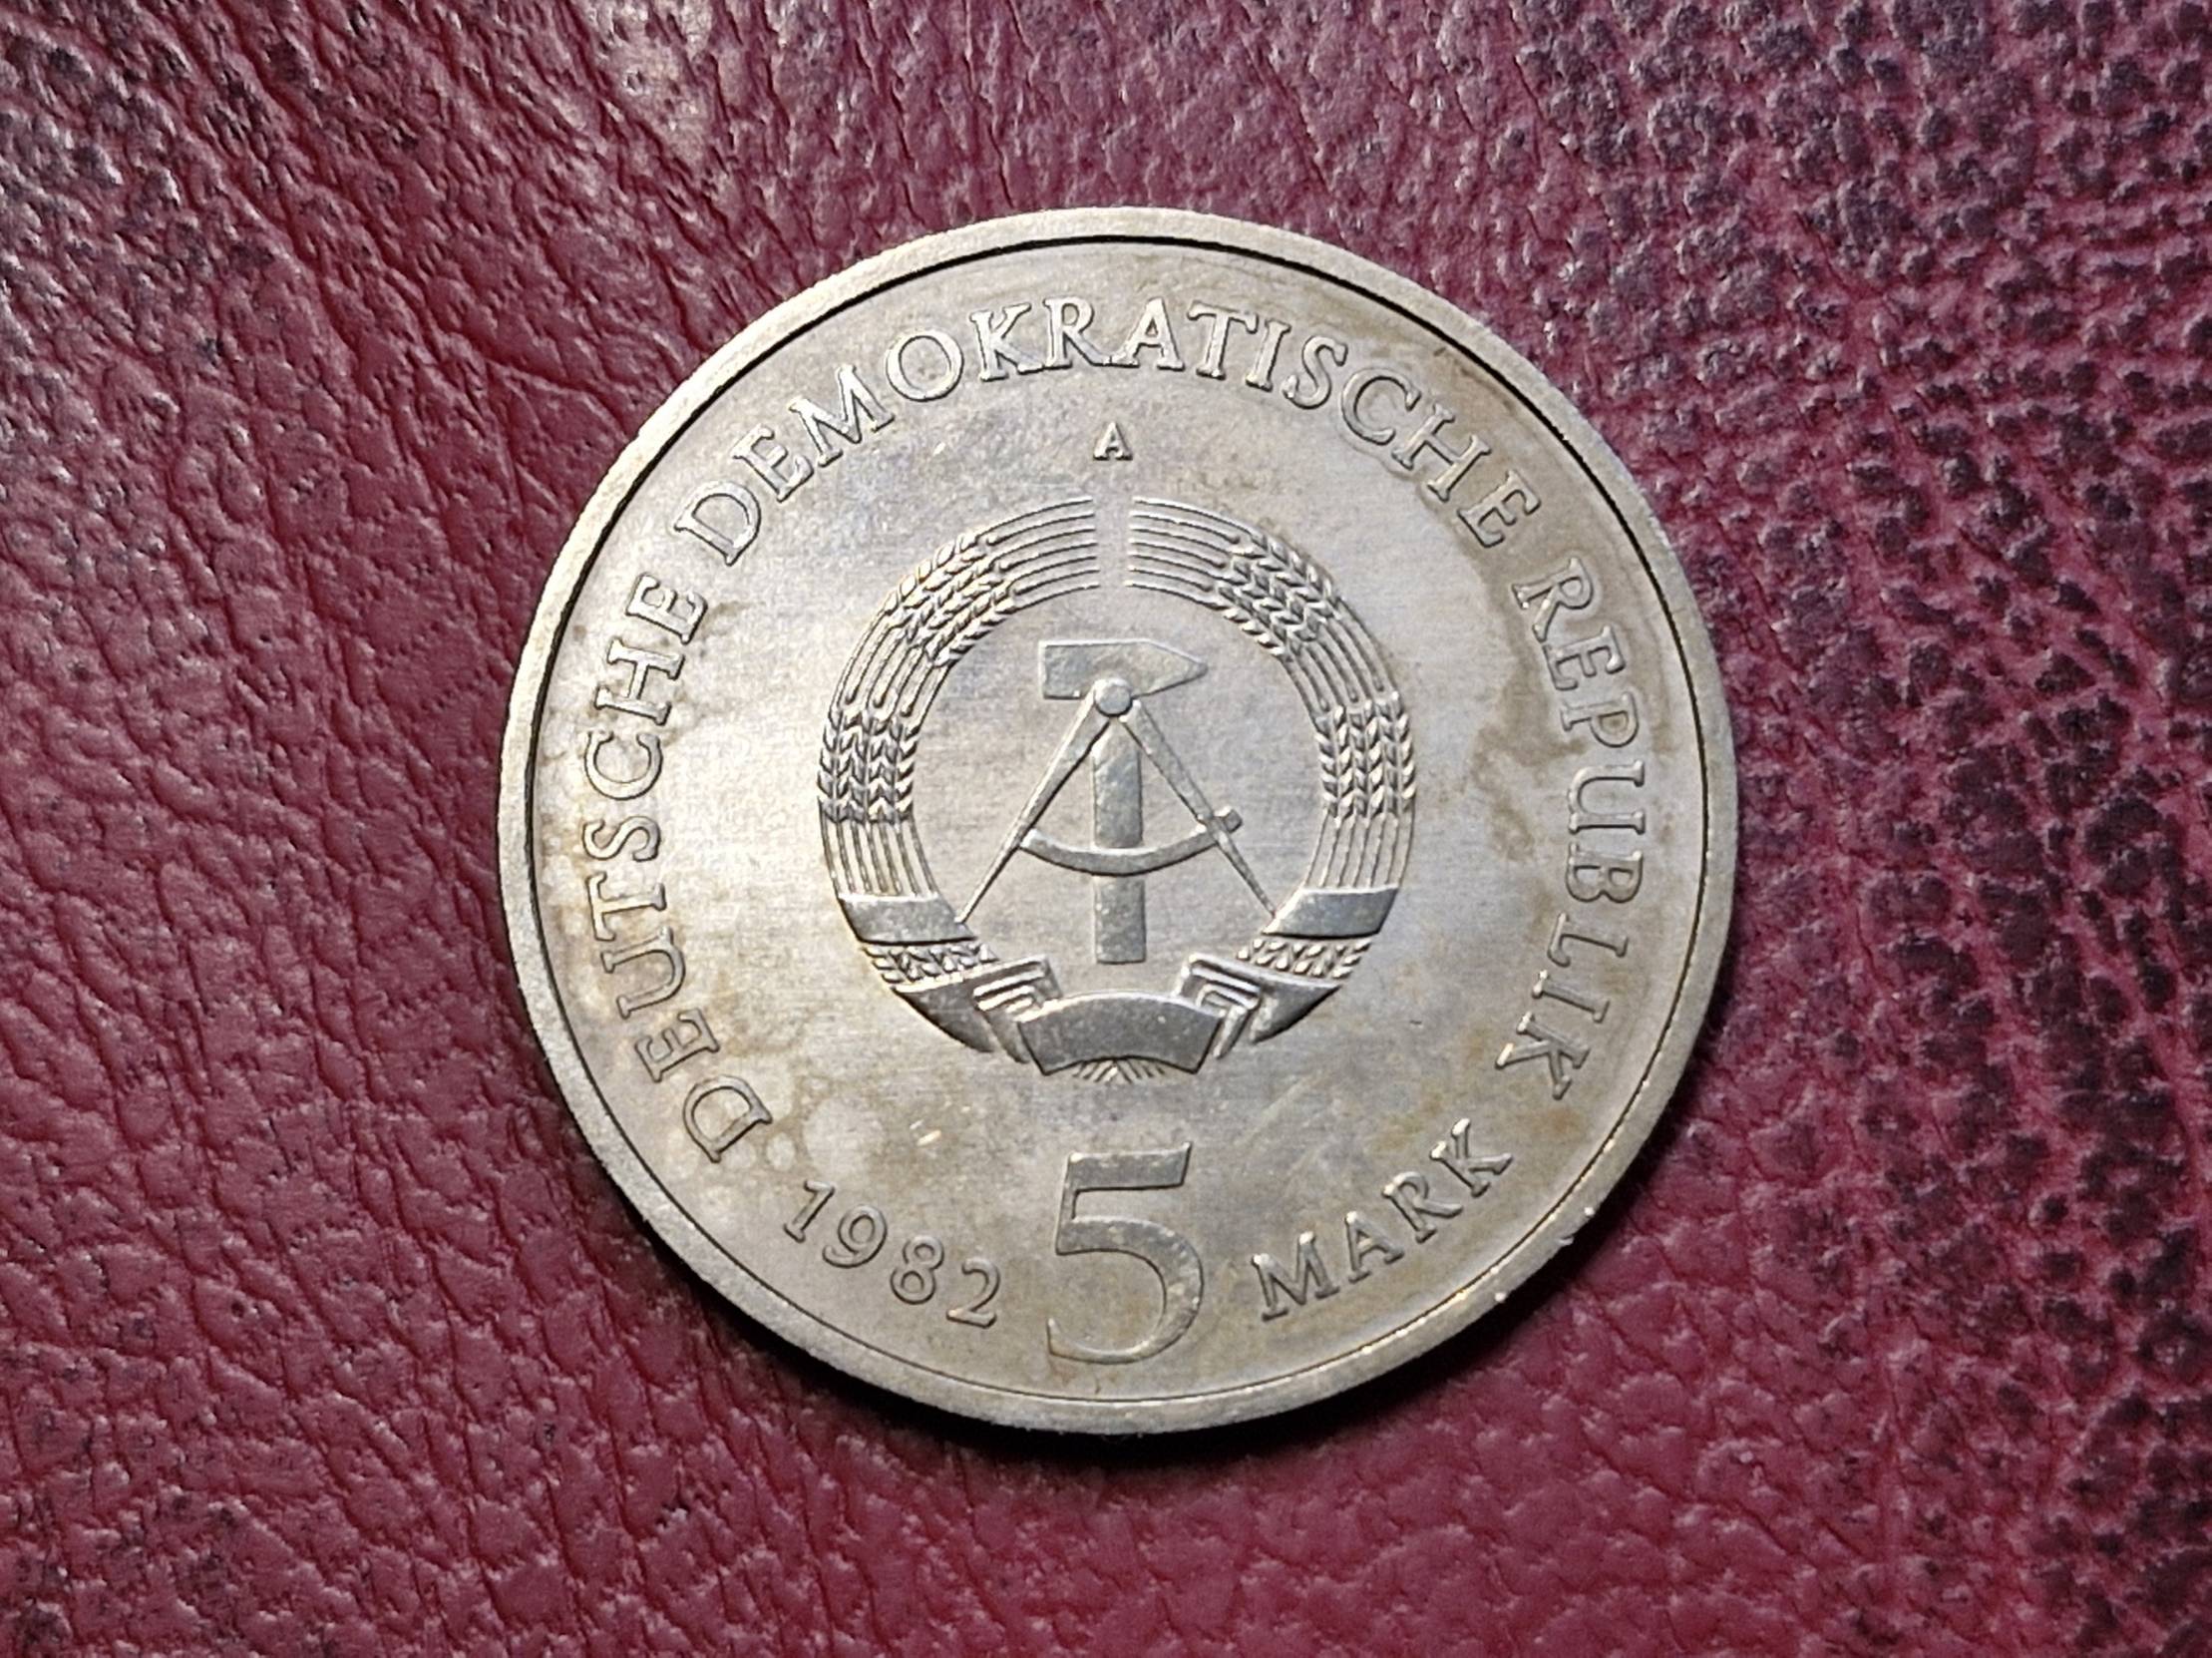 DEUTSCHE DEMOKRATISCHE REPUBLIK
A
1982 5 MARK